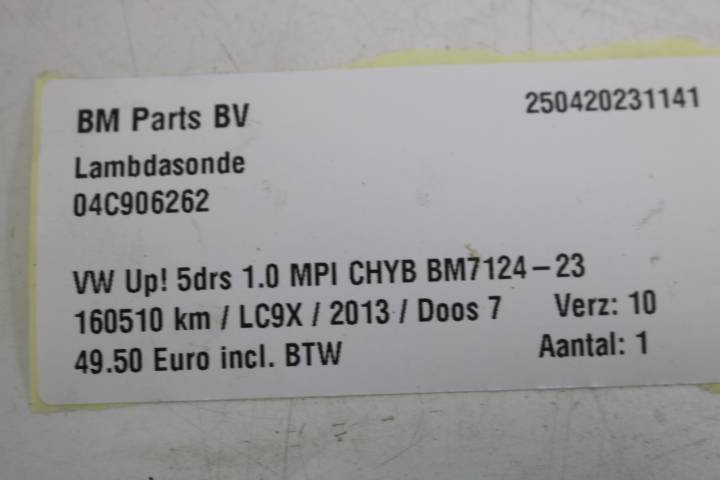 BM Parts BV 250420231141
Lambdasonde
04C906262
VW Up! 5drs 1.0 MPI CHYB BM7124-23
160510 km / LC9X / 2013 / Doos 7 Verz: 10
49.50 Euro incl. BTW Aantal: 1